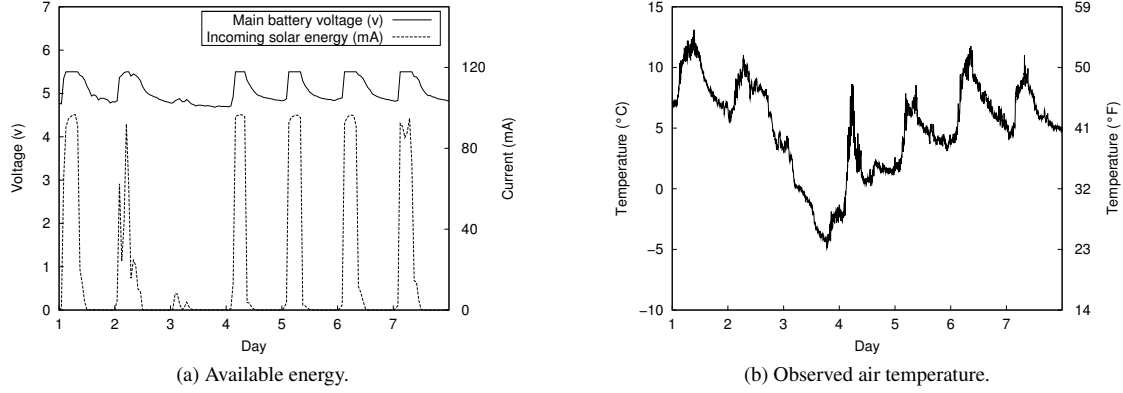 Main battery voltage (v)
Incoming solar energy (mA)
7
6
5
4
3
2
1
0
Voltage (v)
120
80
40
0
Current (mA)
1 2 3 4 5 6 7
Day
(a) Available energy.
15
10
5
0
−5
−10
Temperature (°C)
59
50
41
32
23
14
Temperature (°F)
1 2 3 4 5 6 7
Day
(b) Observed air temperature.